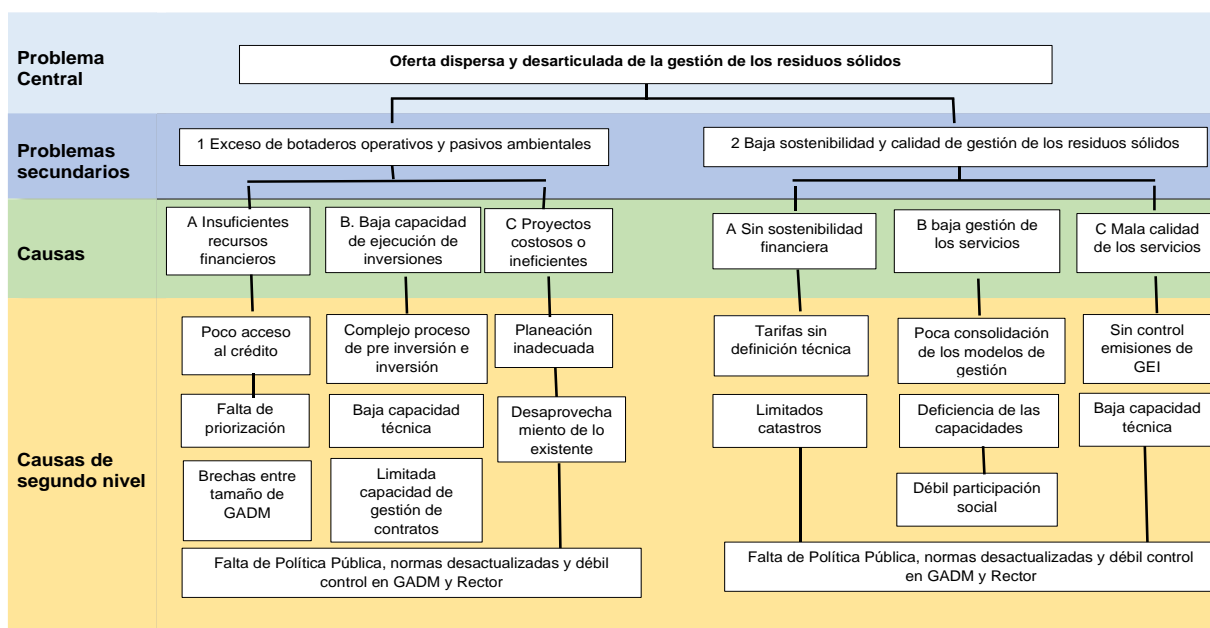 Problema
Central
Oferta dispersa y desarticulada de la gestión de los residuos sólidos
Problemas
secundarios
1 Exceso de botaderos operativos y pasivos ambientales
2 Baja sostenibilidad y calidad de gestión de los residuos sólidos
Causas
A Insuficientes
recursos
financieros
B. Baja capacidad
de ejecución de
inversiones
C Proyectos
costosos o
ineficientes
A Sin sostenibilidad
financiera
B baja gestión de
los servicios
C Mala calidad
de los servicios
Causas de
segundo nivel
Poco acceso
al crédito
Complejo proceso
de pre inversión e
inversión
Planeación
inadecuada
Tarifas sin
definición técnica
Poca consolidación
de los modelos de
gestión
Sin control
emisiones de
GEI
Falta de
priorización
Baja capacidad
técnica
Desaprovecha
miento de lo
existente
Limitados
catastros
Deficiencia de las
capacidades
Baja capacidad
técnica
Brechas entre
tamaño de
GADM
Limitada
capacidad de
gestión de
contratos
Débil participación
social
Falta de Política Pública, normas desactualizadas y débil
control en GADM y Rector
Falta de Política Pública, normas desactualizadas y débil control
en GADM y Rector